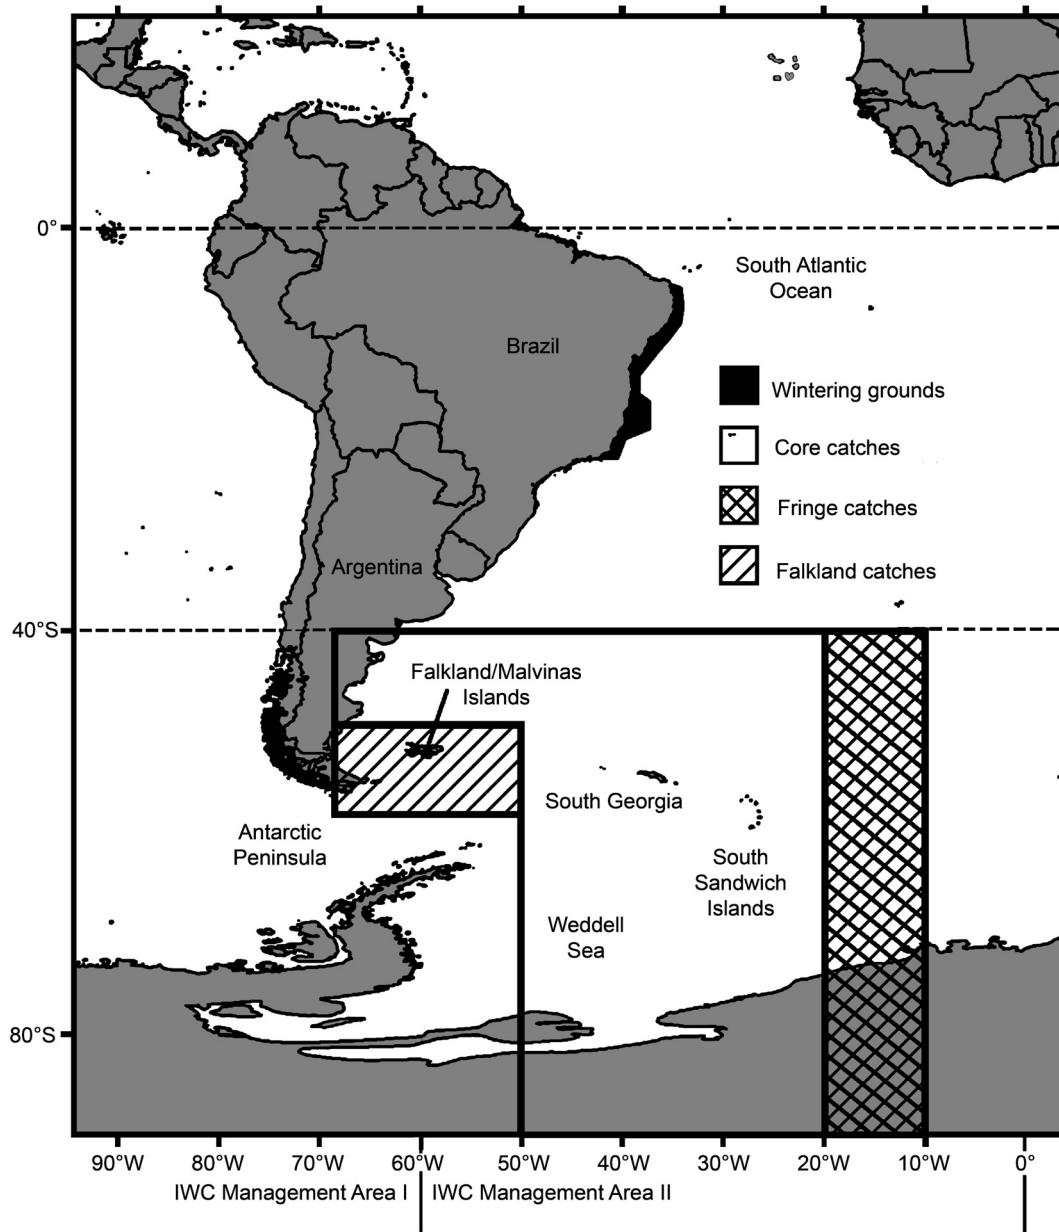 0°
South Atlantic
Ocean
Brazil
Wintering grounds
Core catches
Fringe catches
Falkland catches
Argentina
40°S
Falkland/Malvinas
Islands
South Georgia
Antarctic
Peninsula
South
Sandwich
Islands
Weddell
Sea
80°S
90°W 80°W 70°W 60°W 50°W 40°W 30°W 20°W 10°W 0°
IWC Management Area I IWC Management Area II